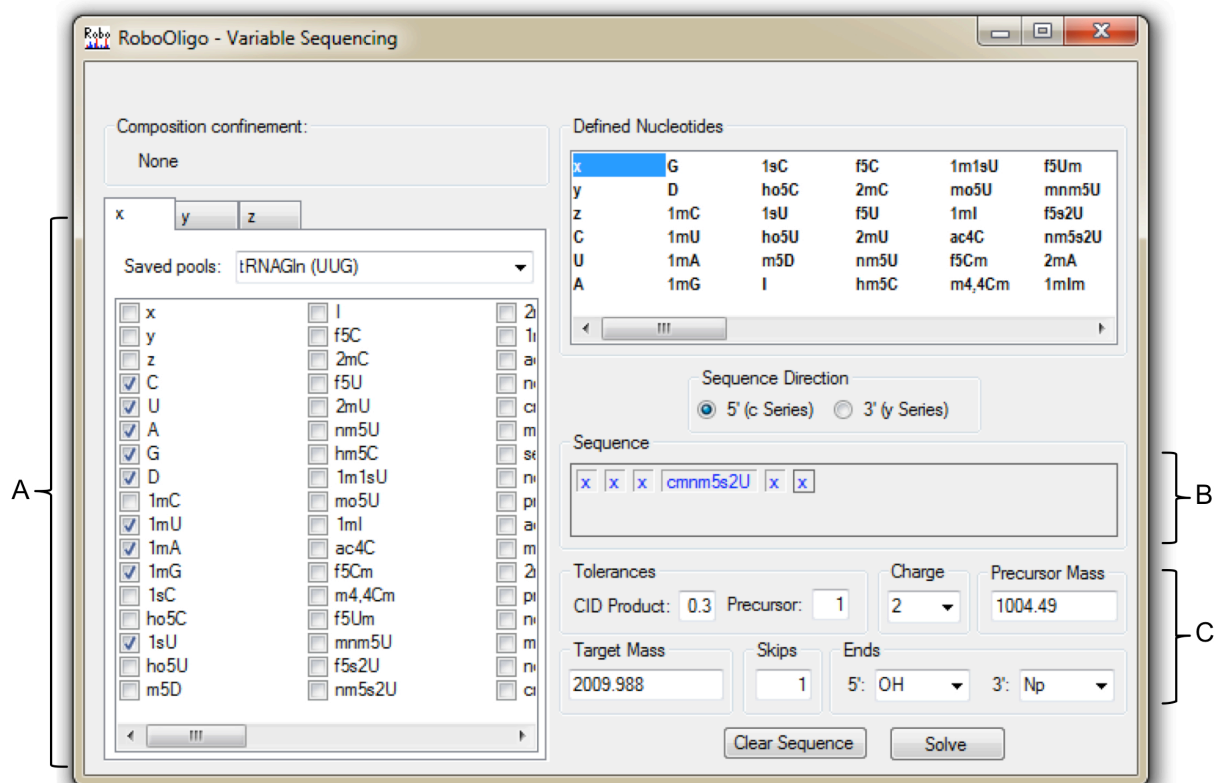 Robo RoboOligo - Variable Sequencing
Composition confinement:
None
x y z
Saved pools: tRNAGln (UUG)
x I
y f5C
z 2mC
C f5U
U 2mU
A nm5U
G hm5C
D 1m1sU
1mC mo5U
1mU 1mI
1mA ac4C
1mG f5Cm
1sC m4,4Cm
ho5C f5Um
1sU mnm5U
ho5U f5s2U
m5D nm5s2U
Defined Nucleotides
x G 1sC f5C 1m1sU f5Um
y D ho5C 2mC mo5U mnm5U
z 1mC 1sU f5U 1mI f5s2U
C 1mU ho5U 2mU ac4C nm5s2U
U 1mA m5D nm5U f5Cm 2mA
A 1mG I hm5C m4,4Cm 1mIm
Sequence Direction
5' (c Series) 3' (y Series)
Sequence
x x x cmnm5s2U x x
Tolerances Charge Precursor Mass
CID Product: 0.3 Precursor: 1 2 1004.49
Target Mass Skips Ends
2009.988 1 5': OH 3': Np
Clear Sequence Solve
A
B
C